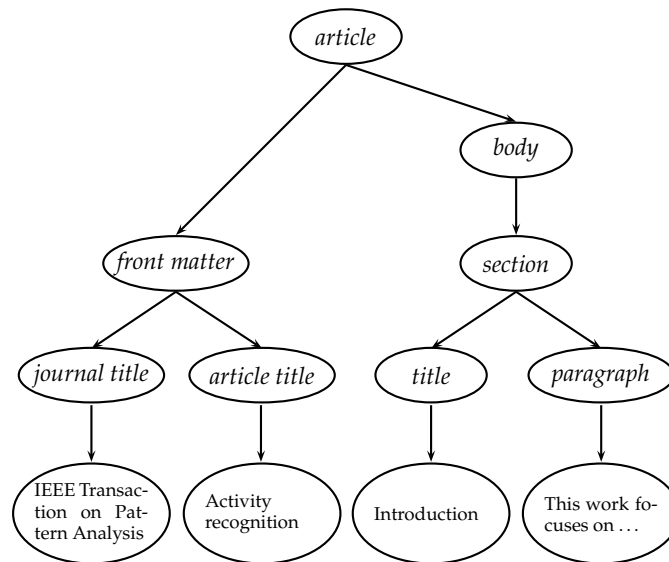 article
body
front matter
section
journal title
article title
title
paragraph
IEEE Transac-
tion on Pat-
tern Analysis
Activity
recognition
Introduction
This work fo-
cuses on ...